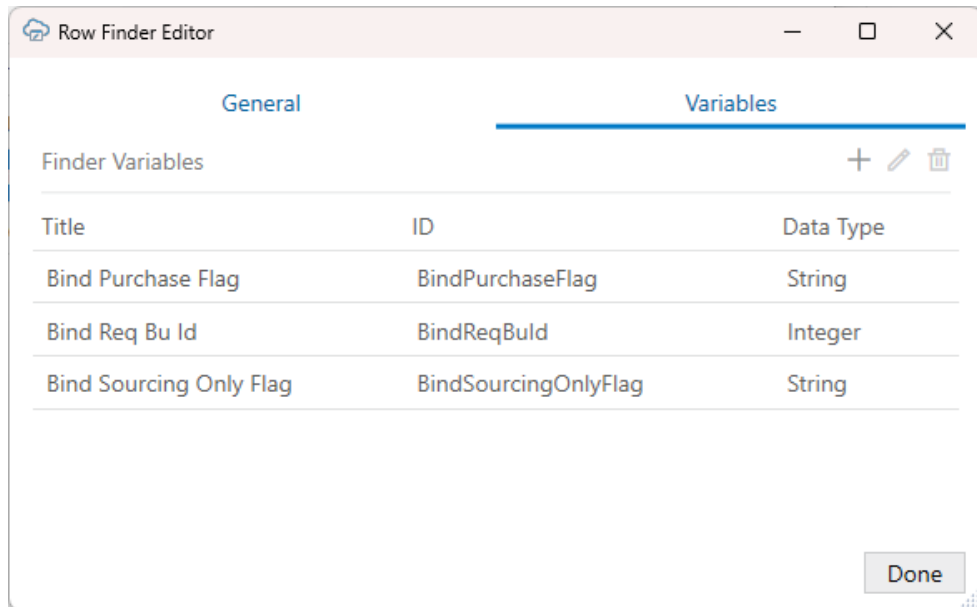 Row Finder Editor
General Variables
Finder Variables
Title ID Data Type
Bind Purchase Flag BindPurchaseFlag String
Bind Req Bu Id BindReqBuId Integer
Bind Sourcing Only Flag BindSourcingOnlyFlag String
Done